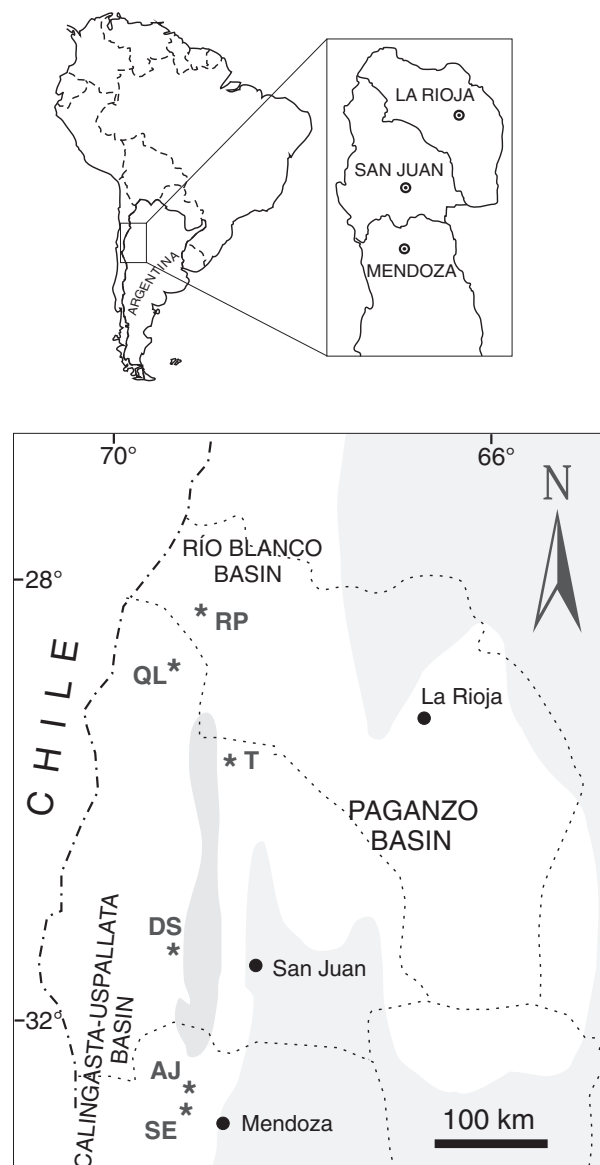 LA RIOJA
SAN JUAN
MENDOZA
ARGENTINA
70°
66°
N
RÍO BLANCO
BASIN
28°
RP
QL
CHILE
La Rioja
T
PAGANZO
BASIN
DS
San Juan
CALINGASTA-USPALLATA
BASIN
32°
AJ
SE
Mendoza
100 km